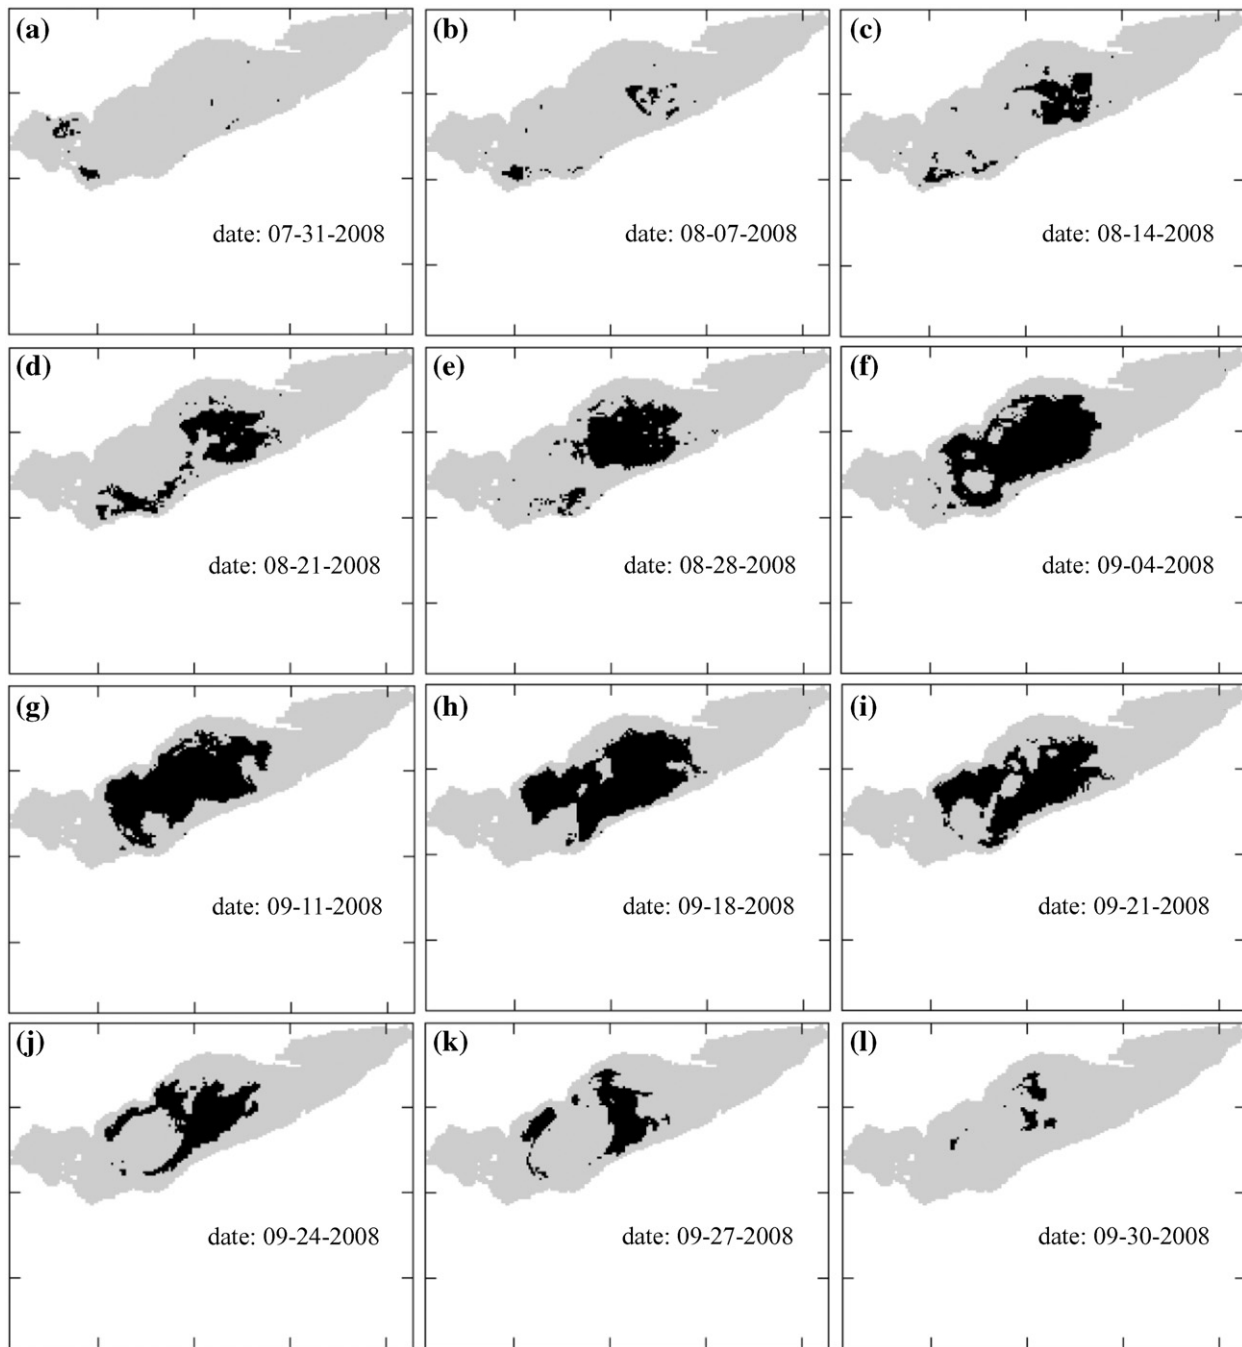 (a)
date: 07-31-2008
(b)
date: 08-07-2008
(c)
date: 08-14-2008
(d)
date: 08-21-2008
(e)
date: 08-28-2008
(f)
date: 09-04-2008
(g)
date: 09-11-2008
(h)
date: 09-18-2008
(i)
date: 09-21-2008
(j)
date: 09-24-2008
(k)
date: 09-27-2008
(l)
date: 09-30-2008